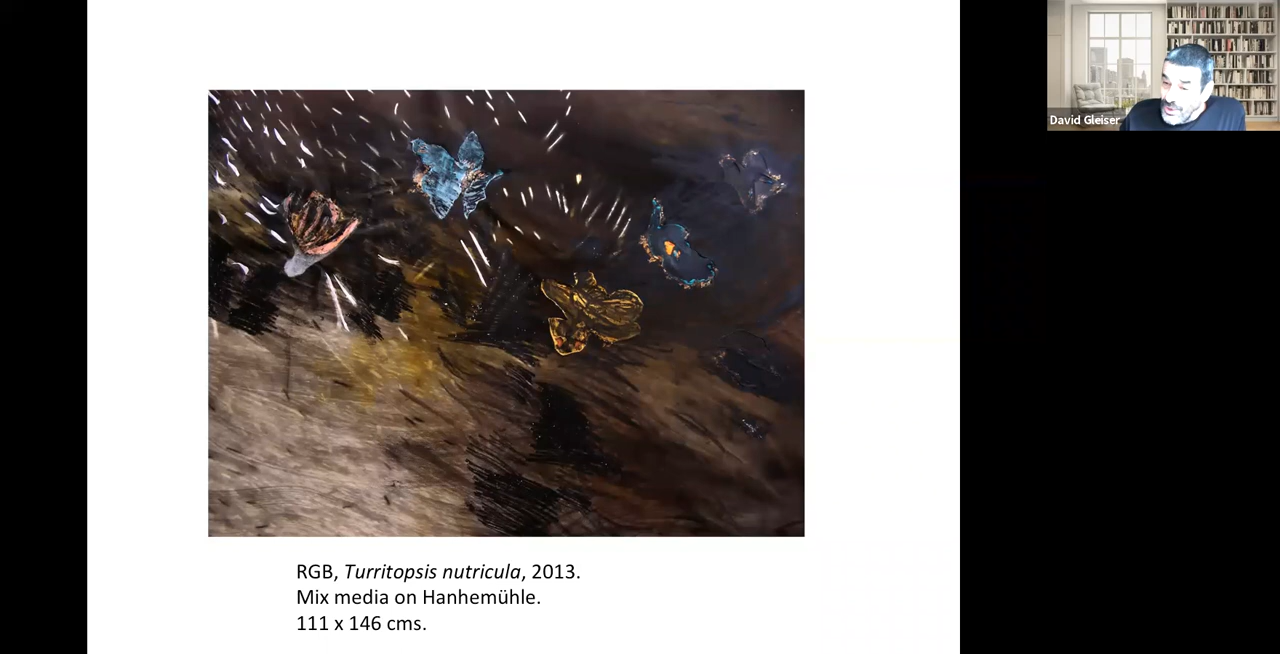 David Gleiser
RGB, Turritopsis nutricula, 2013.
Mix media on Hanhemühle.
111 x 146 cms.